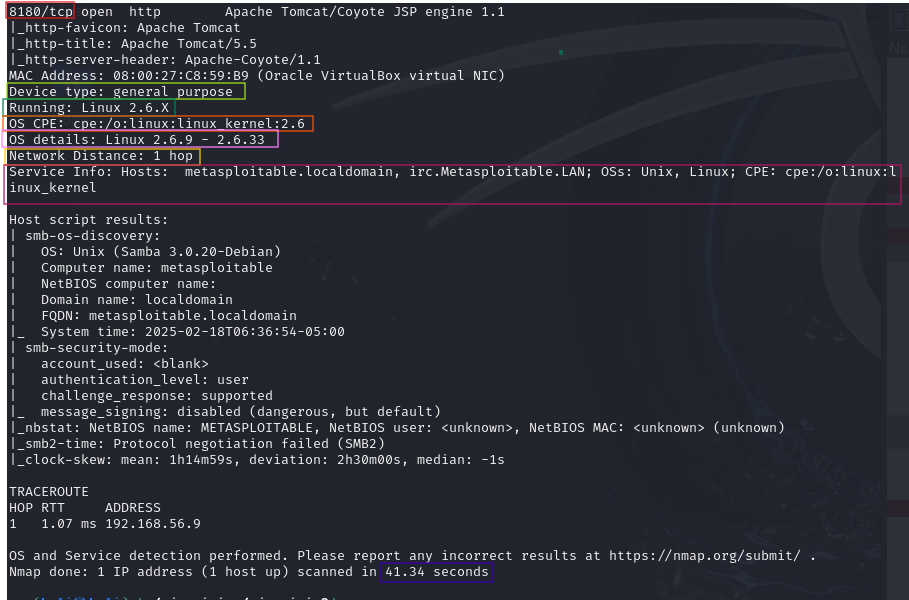 8180/tcp open  http        Apache Tomcat/Coyote JSP engine 1.1
|_http-favicon: Apache Tomcat
|_http-title: Apache Tomcat/5.5
|_http-server-header: Apache-Coyote/1.1
MAC Address: 08:00:27:C8:59:B9 (Oracle VirtualBox virtual NIC)
Device type: general purpose
Running: Linux 2.6.X
OS CPE: cpe:/o:linux:linux_kernel:2.6
OS details: Linux 2.6.9 - 2.6.33
Network Distance: 1 hop
Service Info: Hosts:  metasploitable.localdomain, irc.Metasploitable.LAN; OSs: Unix, Linux; CPE: cpe:/o:linux:l
inux_kernel
Host script results:
| smb-os-discovery:
|   OS: Unix (Samba 3.0.20-Debian)
|   Computer name: metasploitable
|   NetBIOS computer name:
|   Domain name: localdomain
|   FQDN: metasploitable.localdomain
|_  System time: 2025-02-18T06:36:54-05:00
| smb-security-mode:
|   account_used: <blank>
|   authentication_level: user
|   challenge_response: supported
|_  message_signing: disabled (dangerous, but default)
|_nbstat: NetBIOS name: METASPLOITABLE, NetBIOS user: <unknown>, NetBIOS MAC: <unknown> (unknown)
|_smb2-time: Protocol negotiation failed (SMB2)
|_clock-skew: mean: 1h14m59s, deviation: 2h30m00s, median: -1s
TRACEROUTE
HOP RTT     ADDRESS
1   1.07 ms 192.168.56.9
OS and Service detection performed. Please report any incorrect results at https://nmap.org/submit/ .
Nmap done: 1 IP address (1 host up) scanned in 41.34 seconds